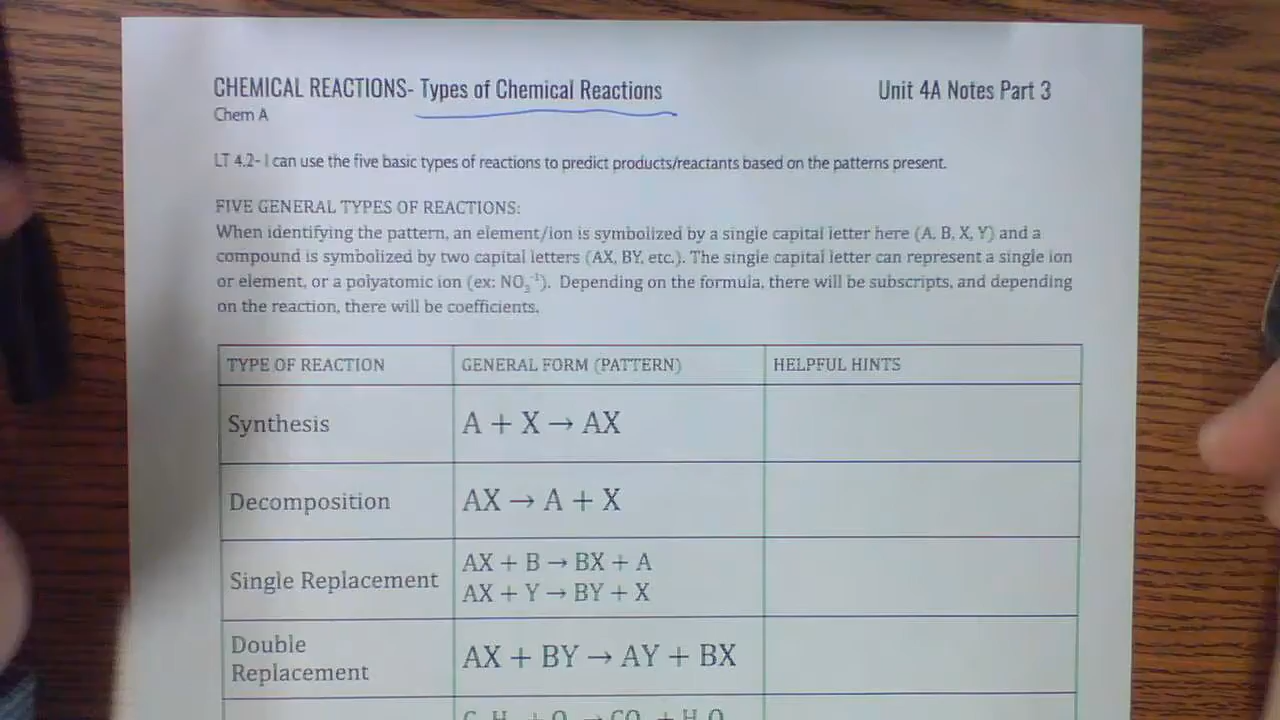 CHEMICAL REACTIONS- Types of Chemical Reactions Unit 4A Notes Part 3
Chem A
LT 4.2- I can use the five basic types of reactions to predict products/reactants based on the patterns present.
FIVE GENERAL TYPES OF REACTIONS:
When identifying the pattern, an element/ion is symbolized by a single capital letter here (A, B, X, Y) and a
compound is symbolized by two capital letters (AX, BY, etc.). The single capital letter can represent a single ion
or element, or a polyatomic ion (ex: NO₃⁻¹). Depending on the formula, there will be subscripts, and depending
on the reaction, there will be coefficients.
TYPE OF REACTION GENERAL FORM (PATTERN) HELPFUL HINTS
Synthesis A + X → AX
Decomposition AX → A + X
Single Replacement AX + B → BX + A
AX + Y → BY + X
Double
Replacement AX + BY → AY + BX